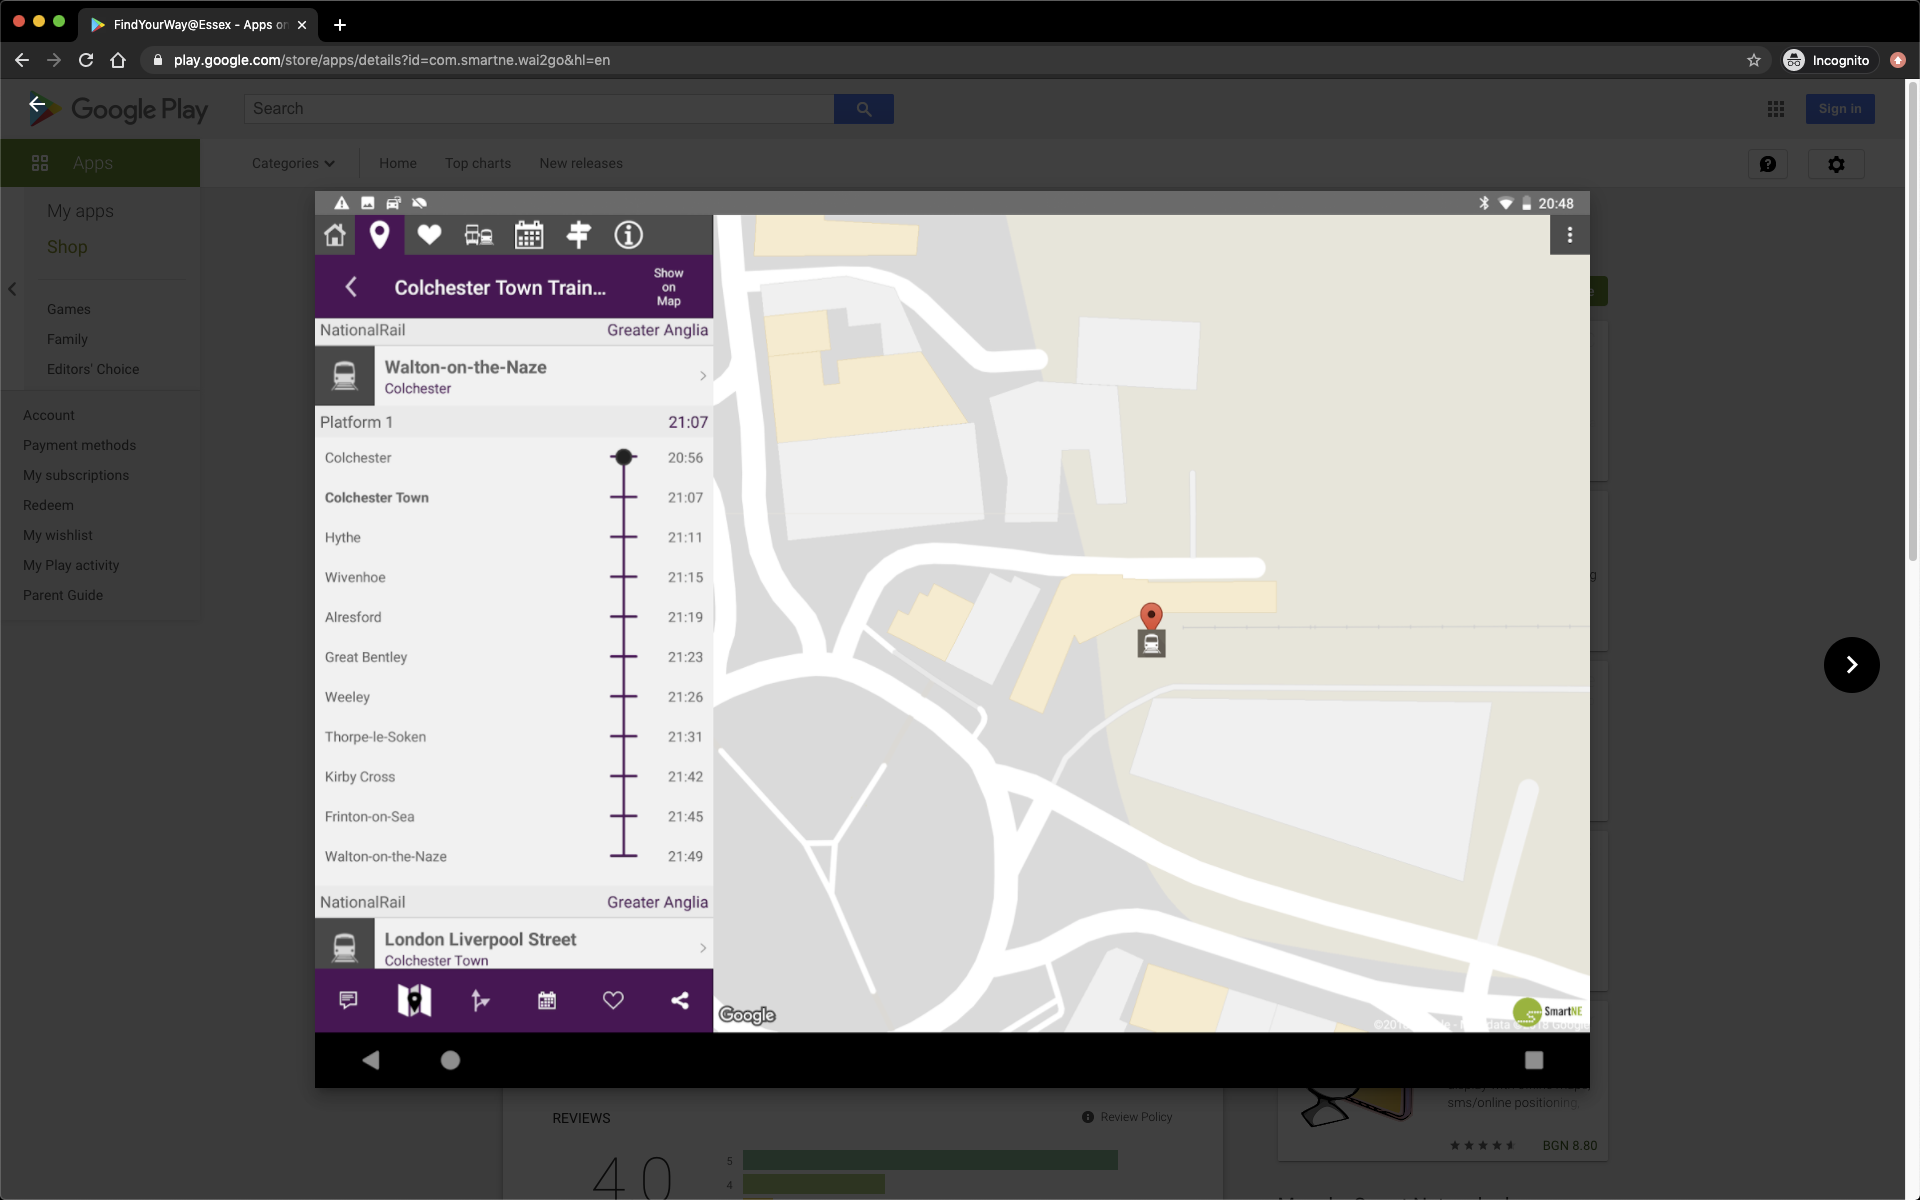 FindYourWay@Essex - Apps on
play.google.com/store/apps/details?id=com.smartne.wai2go&hl=en
Incognito
Google Play
Search
Sign in
Apps
Categories
Home
Top charts
New releases
My apps
Shop
Games
Family
Editors' Choice
Account
Payment methods
My subscriptions
Redeem
My wishlist
My Play activity
Parent Guide
20:48
Colchester Town Train...
Show
on
Map
NationalRail Greater Anglia
Walton-on-the-Naze
Colchester
Platform 1 21:07
Colchester 20:56
Colchester Town 21:07
Hythe 21:11
Wivenhoe 21:15
Alresford 21:19
Great Bentley 21:23
Weeley 21:26
Thorpe-le-Soken 21:31
Kirby Cross 21:42
Frinton-on-Sea 21:45
Walton-on-the-Naze 21:49
NationalRail Greater Anglia
London Liverpool Street
Colchester Town
Google
SmartNE
REVIEWS
Review Policy
4.0
5
4
sms/online positioning,
BGN 8.80